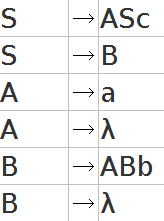 S → ASc
S → B
A → a
A → λ
B → ABb
B → λ